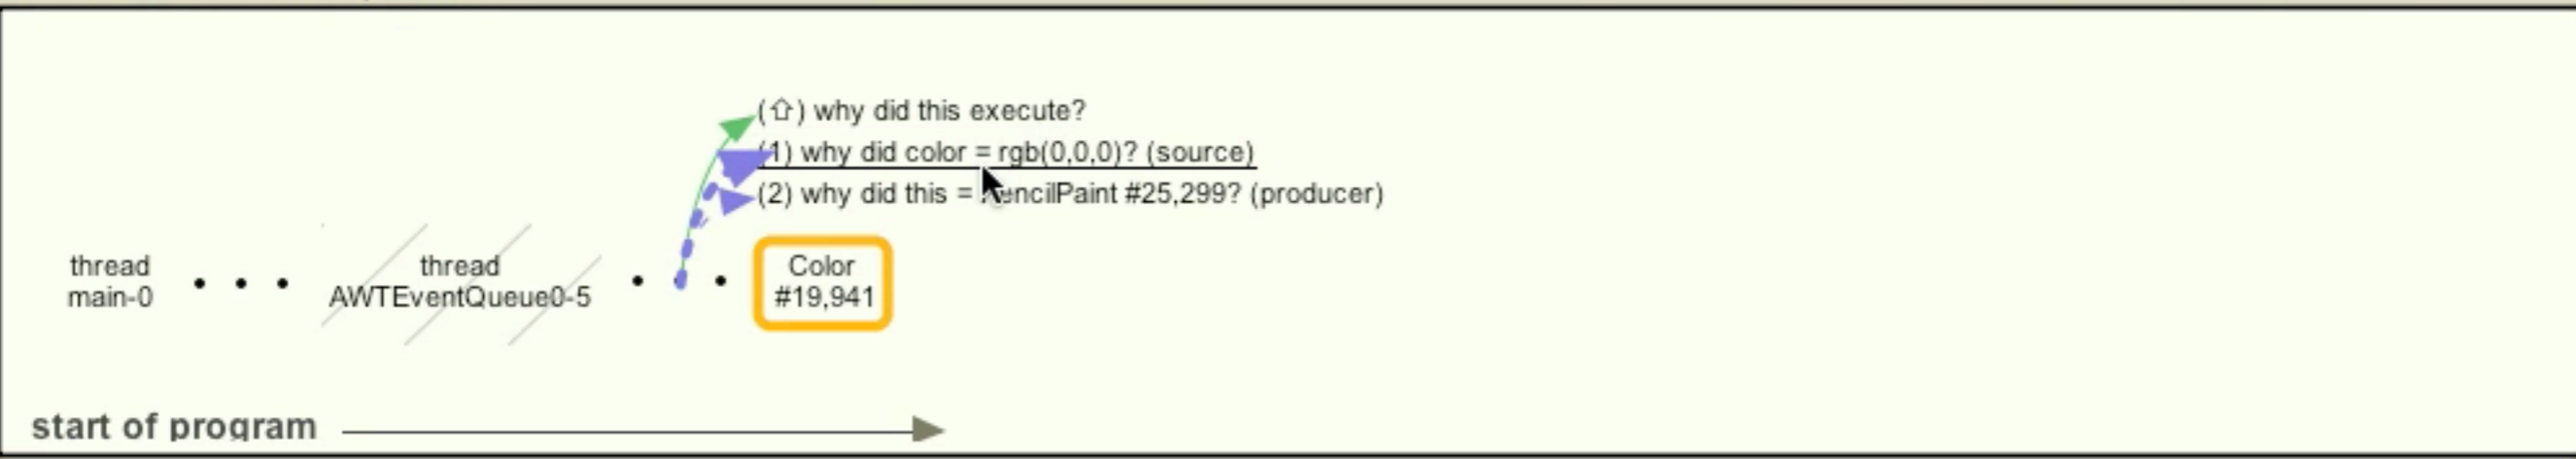 (⇧) why did this execute?
(1) why did color = rgb(0,0,0)? (source)
(2) why did this = PencilPaint #25,299? (producer)
thread
main-0
thread
AWTEventQueue0-5
Color
#19,941
start of program